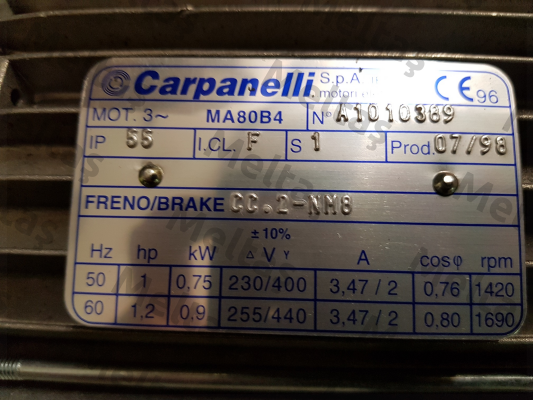 Carpanelli S.p.A.
motori
CE 96
MOT. 3~ MA80B4 N° A1010389
IP 55 I.CL. F S 1 Prod. 07/98
FRENO/BRAKE CC.2-NM8
±10%
Hz hp kW Δ V Y A cosφ rpm
50 1 0,75 230/400 3,47 / 2 0,76 1420
60 1,2 0.9 255/440 3,47 / 2 0,80 1690
Meltaş